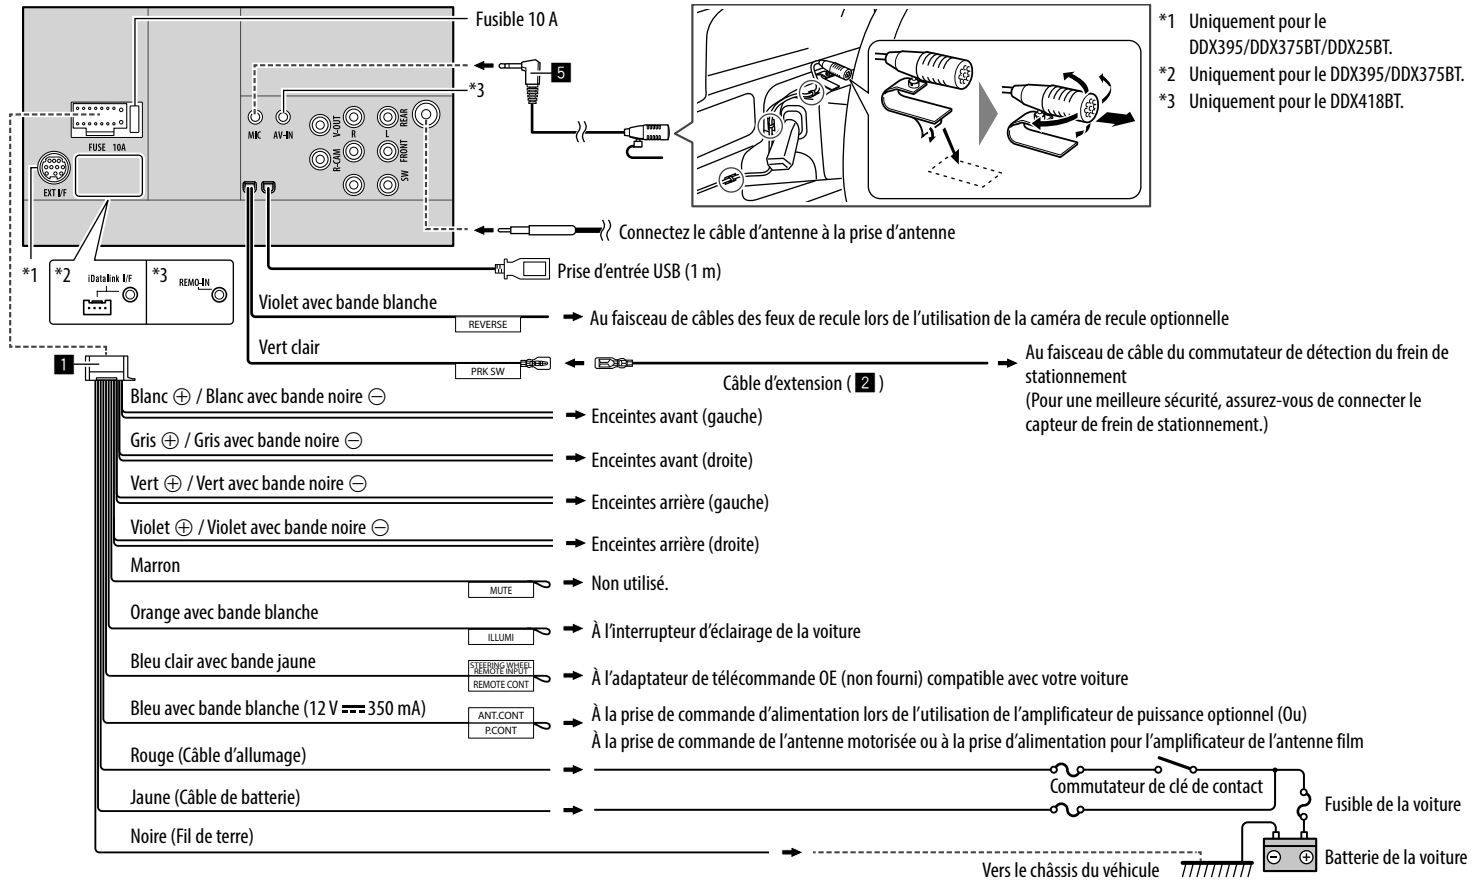 Fusible 10 A
5
*3
*1 Uniquement pour le
DDX395/DDX375BT/DDX25BT.
*2 Uniquement pour le DDX395/DDX375BT.
*3 Uniquement pour le DDX418BT.
FUSE 10A
EXT I/F
MIC
AV-IN
V-OUT
R-CAM
R
L
REAR
FRONT
SW
Connectez le câble d'antenne à la prise d'antenne
*1
*2
iDatalink I/F
*3
REMO-IN
Prise d'entrée USB (1 m)
Violet avec bande blanche
REVERSE
Au faisceau de câbles des feux de recule lors de l'utilisation de la caméra de recule optionnelle
Vert clair
PRK SW
Câble d'extension ( 2 )
Au faisceau de câble du commutateur de détection du frein de
stationnement
(Pour une meilleure sécurité, assurez-vous de connecter le
capteur de frein de stationnement.)
1
Blanc ⊕ / Blanc avec bande noire ⊖
Enceintes avant (gauche)
Gris ⊕ / Gris avec bande noire ⊖
Enceintes avant (droite)
Vert ⊕ / Vert avec bande noire ⊖
Enceintes arrière (gauche)
Violet ⊕ / Violet avec bande noire ⊖
Enceintes arrière (droite)
Marron
MUTE
Non utilisé.
Orange avec bande blanche
ILLUMI
À l'interrupteur d'éclairage de la voiture
Bleu clair avec bande jaune
STEERING WHEEL
REMOTE INPUT
REMOTE CONT
À l'adaptateur de télécommande OE (non fourni) compatible avec votre voiture
Bleu avec bande blanche (12 V ⎓ 350 mA)
ANT.CONT
P.CONT
À la prise de commande d'alimentation lors de l'utilisation de l'amplificateur de puissance optionnel (Ou)
À la prise de commande de l'antenne motorisée ou à la prise d'alimentation pour l'amplificateur de l'antenne film
Rouge (Câble d'allumage)
Commutateur de clé de contact
Jaune (Câble de batterie)
Fusible de la voiture
Noire (Fil de terre)
Vers le châssis du véhicule
⊖ ⊕
Batterie de la voiture